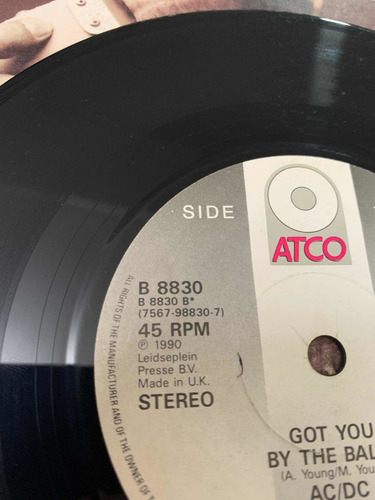 SIDE
ATCO
B 8830
B 8830 B*
(7567-98830-7)
45 RPM
℗ 1990
Leidseplein
Presse B.V.
Made in U.K.
STEREO
GOT YOU
BY THE BAL
(A. Young/M. You
AC/DC
ALL RIGHTS OF THE MANUFACTURER AND OF THE OWNER OF